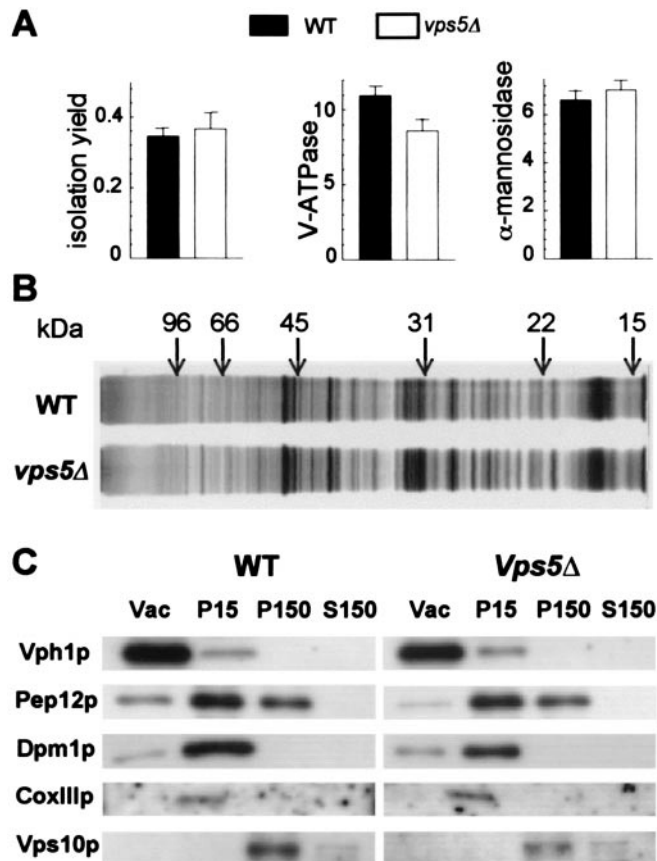 A
WT vps5Δ
isolation yield
0.4
0.2
0
V-ATPase
10
5
0
α-mannosidase
6
4
2
0
B
kDa 96 66 45 31 22 15
WT
vps5Δ
C
WT Vps5Δ
Vac P15 P150 S150 Vac P15 P150 S150
Vph1p
Pep12p
Dpm1p
CoxIIIp
Vps10p